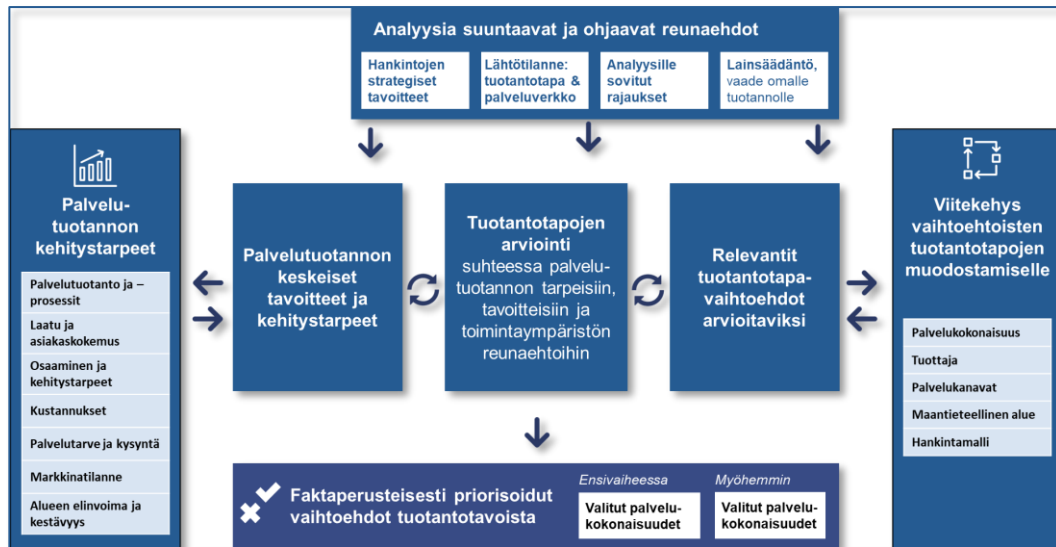 Analyysia suuntaavat ja ohjaavat reunaehdot
Hankintojen
strategiset
tavoitteet
Lähtötilanne:
tuotantotapa &
palveluverkko
Analyysille
sovitut
rajaukset
Lainsäädäntö,
vaade omalle
tuotannolle
Palvelu-
tuotannon
kehitystarpeet
Palvelutuotanto ja –
prosessit
Laatu ja
asiakaskokemus
Osaaminen ja
kehitystarpeet
Kustannukset
Palvelutarve ja kysyntä
Markkinatilanne
Alueen elinvoima ja
kestävyys
Palvelutuotannon
keskeiset
tavoitteet ja
kehitystarpeet
Tuotantotapojen
arviointi
suhteessa palvelu-
tuotannon tarpeisiin,
tavoitteisiin ja
toimintaympäristön
reunaehtoihin
Relevantit
tuotantotapa-
vaihtoehdot
arvioitaviksi
Viitekehys
vaihtoehtoisten
tuotantotapojen
muodostamiselle
Palvelukokonaisuus
Tuottaja
Palvelukanavat
Maantieteellinen alue
Hankintamalli
Faktaperusteisesti priorisoidut
vaihtoehdot tuotantotavoista
Ensivaiheessa
Valitut palvelu-
kokonaisuudet
Myöhemmin
Valitut palvelu-
kokonaisuudet